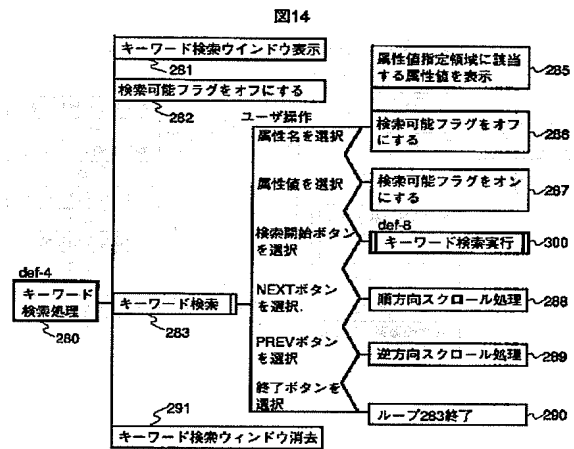 図14
キーワード検索ウインドウ表示
281
検索可能フラグをオフにする
282
ユーザ操作
属性名を選択
属性値指定領域に該当
する属性値を表示
285
検索可能フラグをオフ
にする
286
属性値を選択
検索可能フラグをオン
にする
287
検索開始ボタン
を選択
def-8
キーワード検索実行
300
def-4
キーワード
検索処理
280
キーワード検索
283
NEXTボタン
を選択.
順方向スクロール処理
288
PREVボタン
を選択
逆方向スクロール処理
289
終了ボタンを
選択
ループ283終了
290
291
キーワード検索ウィンドウ消去